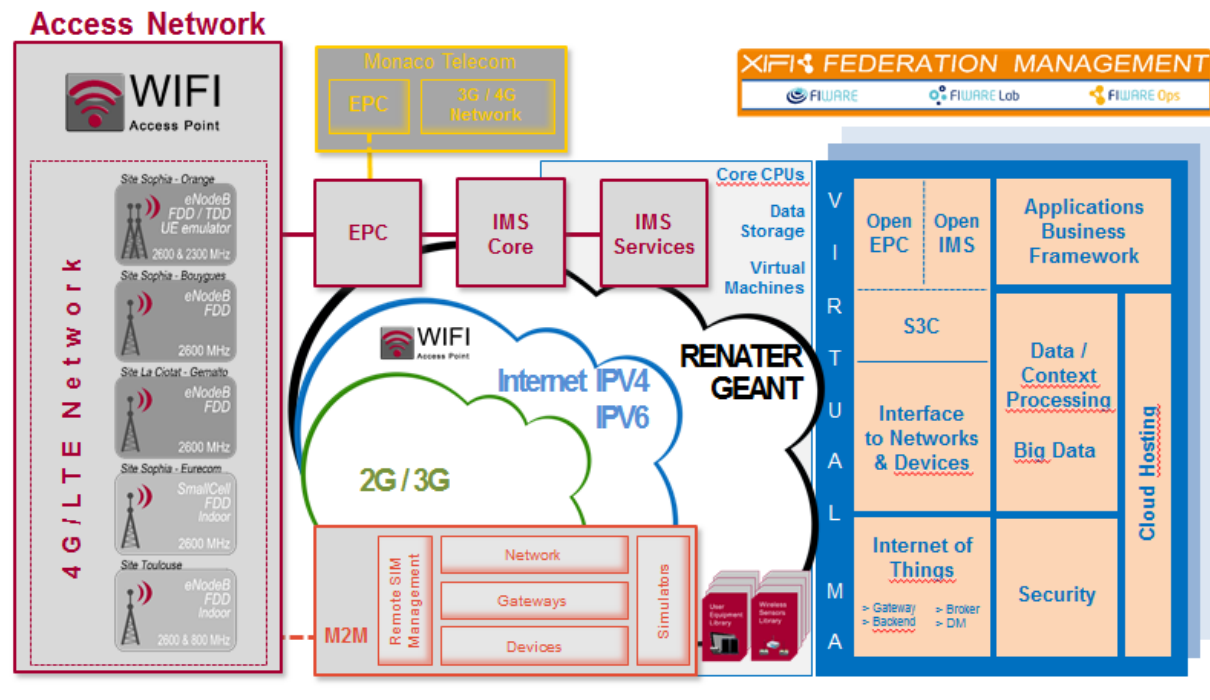 Access Network
WIFI
Access Point
4G/LTE Network
Site Sophia - Orange
eNodeB
FDD / TDD
UE emulator
2600 & 2300 MHz
Site Sophia - Bouygues
eNodeB
FDD
2600 MHz
Site La Ciotat - Gemalto
eNodeB
FDD
2600 MHz
Site Sophia - Eurecom
SmallCell
FDD
Indoor
2600 MHz
Site Toulouse
eNodeB
FDD
Indoor
2600 & 800 MHz
Monaco Telecom
EPC
3G / 4G
Network
EPC
IMS
Core
IMS
Services
Core CPUs
Data
Storage
Virtual
Machines
WIFI
Access Point
Internet IPV4
IPV6
RENATER
GEANT
2G / 3G
M2M
Remote SIM
Management
Network
Gateways
Devices
Simulators
User
Equipment
Library
Wireless
Sensors
Library
XIFI FEDERATION MANAGEMENT
FIWARE
FIWARE Lab
FIWARE Ops
VIRTUAL MA
Open
EPC
Open
IMS
S3C
Interface
to Networks
& Devices
Internet of
Things
> Gateway
> Backend
> Broker
> DM
Applications
Business
Framework
Data /
Context
Processing
Big Data
Security
Cloud Hosting